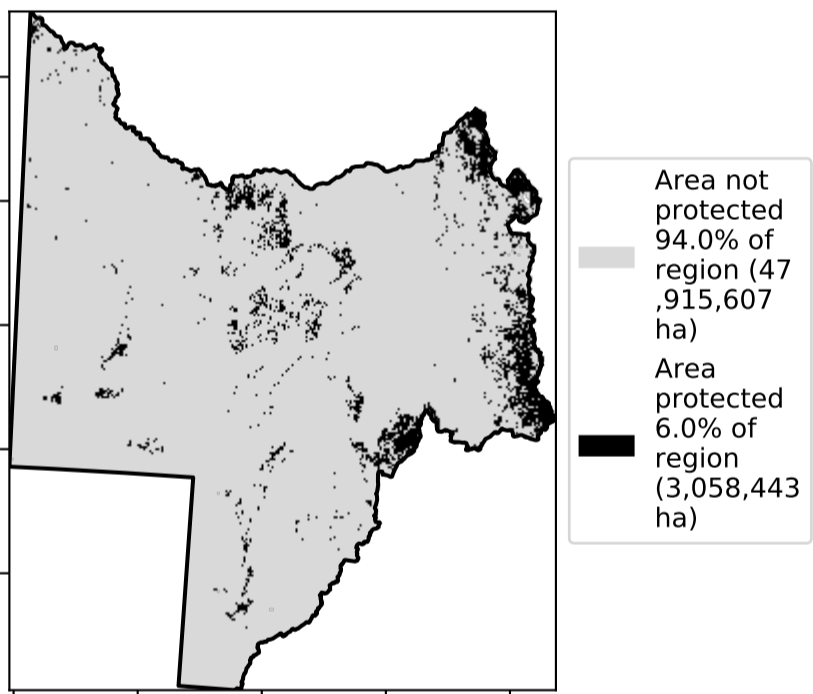 Area not
protected
94.0% of
region (47
,915,607
ha)
Area
protected
6.0% of
region
(3,058,443
ha)